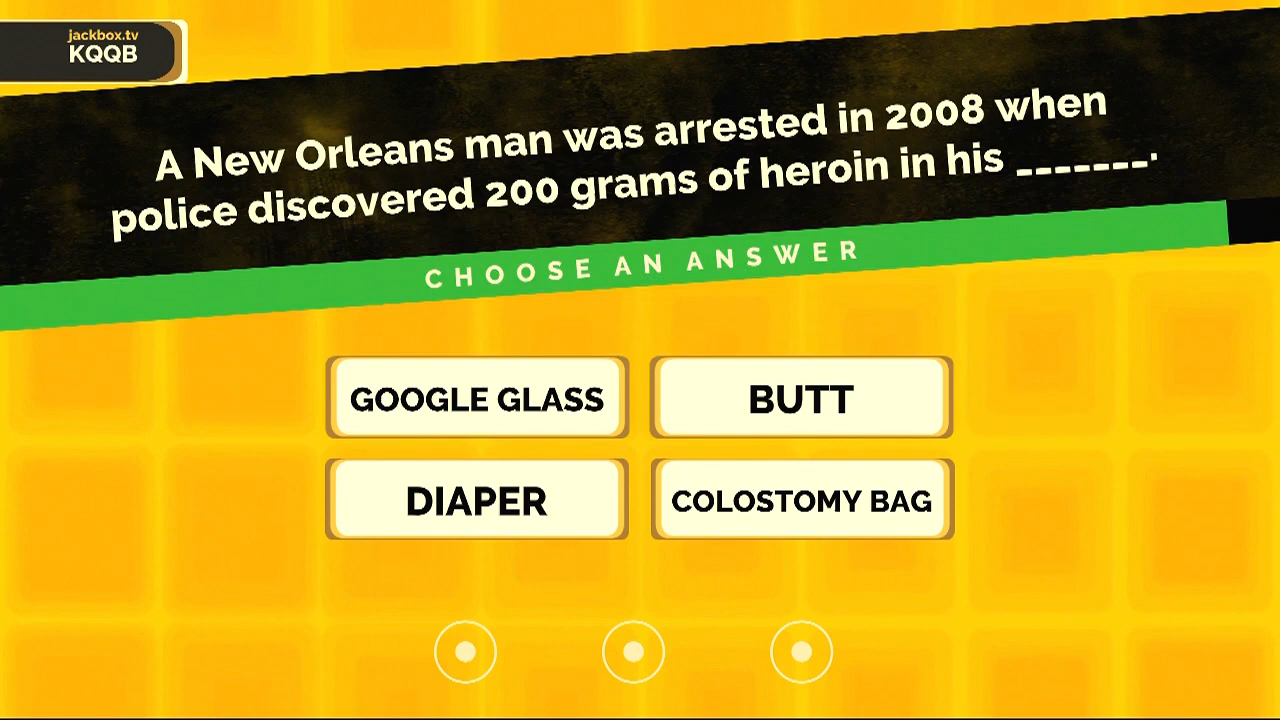 jackbox.tv
KQQB
A New Orleans man was arrested in 2008 when
police discovered 200 grams of heroin in his _______.
CHOOSE AN ANSWER
GOOGLE GLASS
BUTT
DIAPER
COLOSTOMY BAG